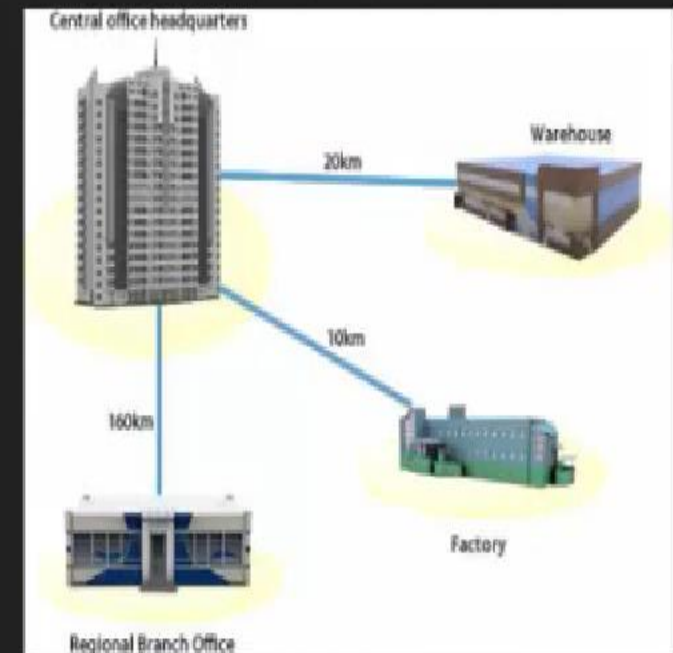 Central office headquarters
Warehouse
20km
10km
160km
Factory
Regional Branch Office